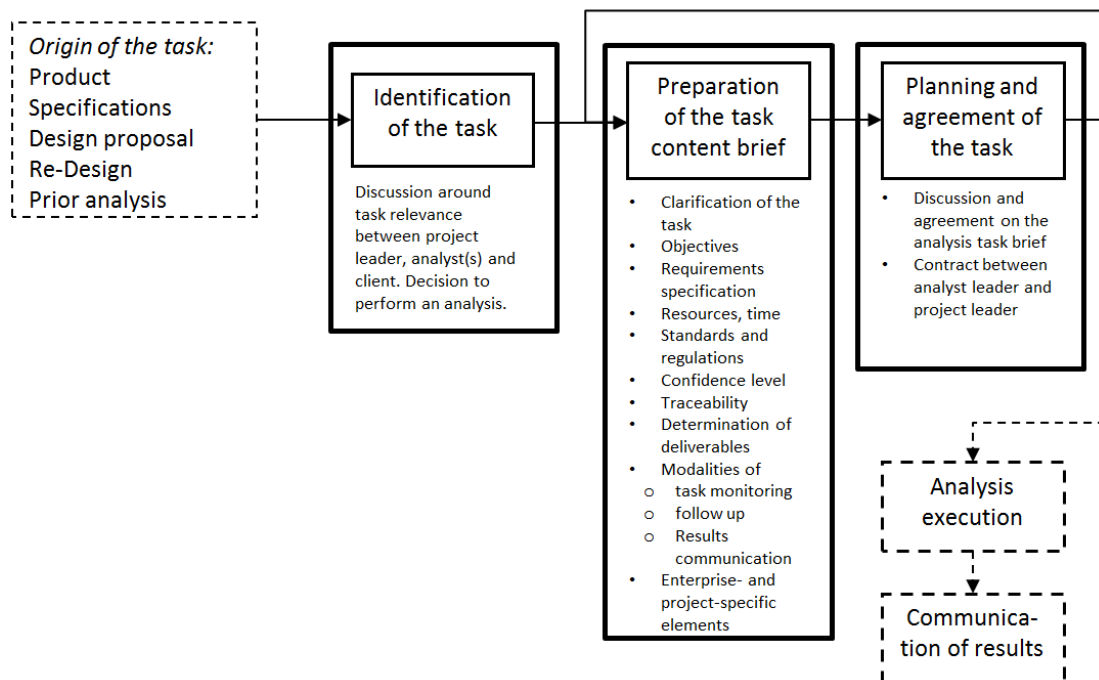 Origin of the task:
Product
Specifications
Design proposal
Re-Design
Prior analysis
Identification
of the task
Discussion around
task relevance
between project
leader, analyst(s) and
client. Decision to
perform an analysis.
Preparation
of the task
content brief
• Clarification of the
task
• Objectives
• Requirements
specification
• Resources, time
• Standards and
regulations
• Confidence level
• Traceability
• Determination of
deliverables
• Modalities of
o task monitoring
o follow up
o Results
communication
• Enterprise- and
project-specific
elements
Planning and
agreement of
the task
• Discussion and
agreement on the
analysis task brief
• Contract between
analyst leader and
project leader
Analysis
execution
Communica-
tion of results